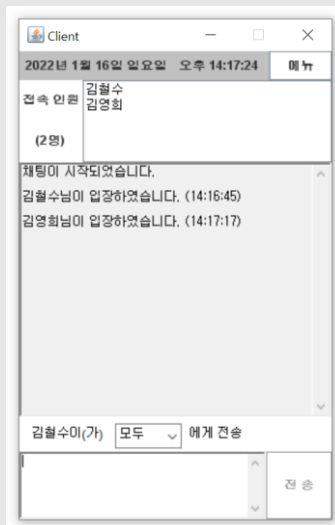 Client
2022년 1월 16일 일요일 오후 14:17:24 메뉴
접속 인원
(2명)
김철수
김영희
채팅이 시작되었습니다.
김철수님이 입장하였습니다. (14:16:45)
김영희님이 입장하였습니다. (14:17:17)
김철수이(가) 모두 에게 전송
전 송